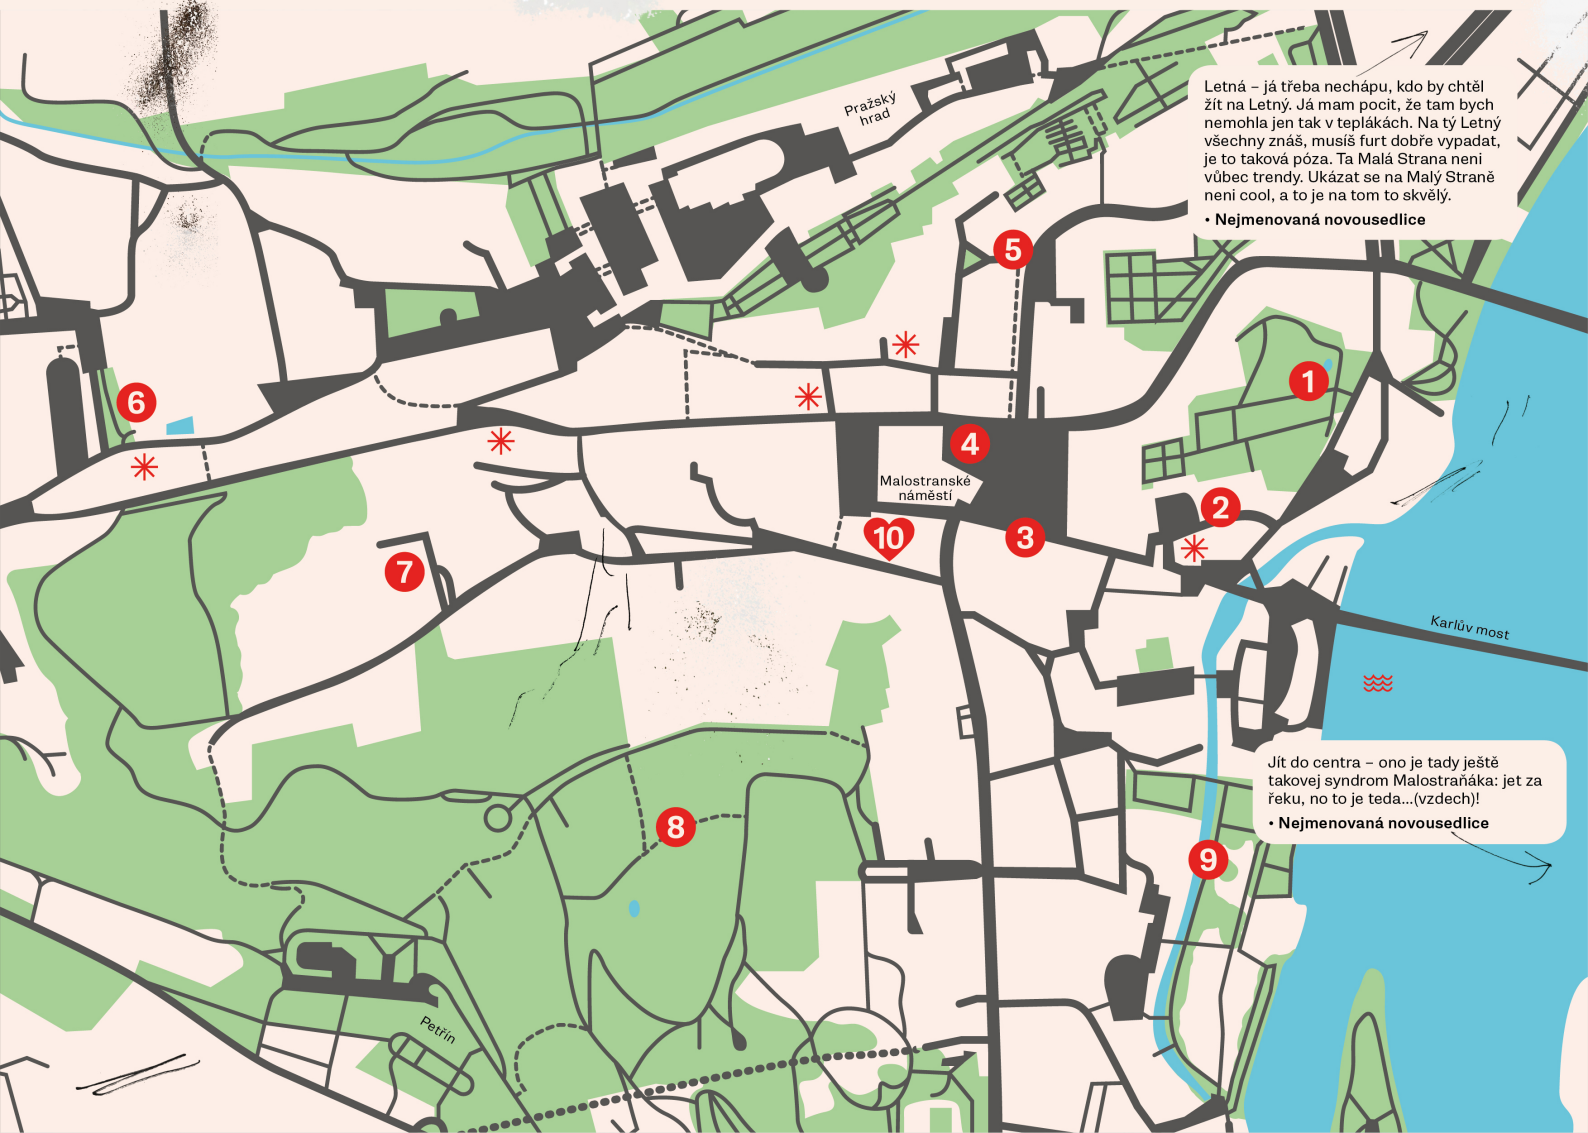 Letná – já třeba nechápu, kdo by chtěl
žít na Letný. Já mam pocit, že tam bych
nemohla jen tak v teplákách. Na tý Letný
všechny znáš, musíš furt dobře vypadat,
je to taková póza. Ta Malá Strana neni
vůbec trendy. Ukázat se na Malý Straně
neni cool, a to je na tom to skvělý.
• Nejmenovaná novousedlice
Pražský
hrad
5
1
6
4
Malostranské
náměstí
2
10
3
7
Karlův most
Jít do centra – ono je tady ještě
takovej syndrom Malostraňáka: jet za
řeku, no to je teda...(vzdech)!
• Nejmenovaná novousedlice
8
9
Petřín